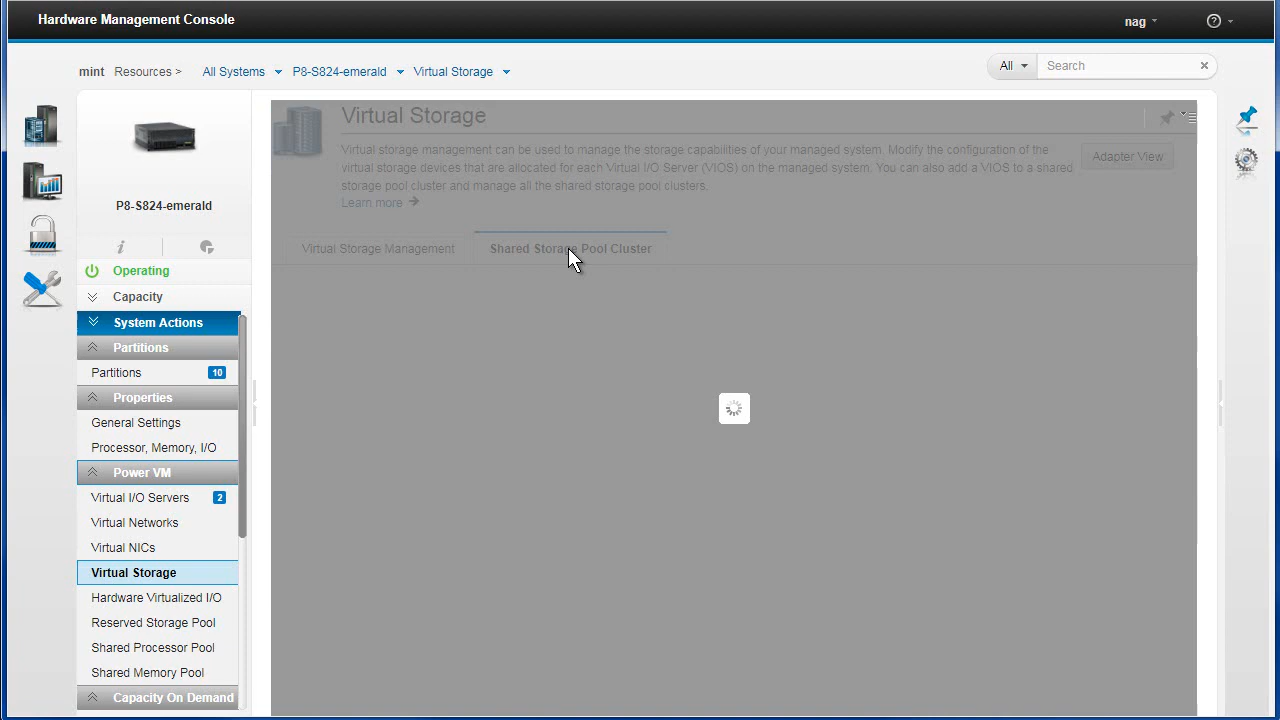 Hardware Management Console
nag
mint Resources > All Systems P8-S824-emerald Virtual Storage
All Search
P8-S824-emerald
Operating
Capacity
System Actions
Partitions
Partitions 10
Properties
General Settings
Processor, Memory, I/O
Power VM
Virtual I/O Servers 2
Virtual Networks
Virtual NICs
Virtual Storage
Hardware Virtualized I/O
Reserved Storage Pool
Shared Processor Pool
Shared Memory Pool
Capacity On Demand
Virtual Storage
Virtual storage management can be used to manage the storage capabilities of your managed system. Modify the configuration of the
virtual storage devices that are allocated for each Virtual I/O Server (VIOS) on the managed system. You can also add a VIOS to a shared
storage pool cluster and manage all the shared storage pool clusters.
Learn more
Adapter View
Virtual Storage Management
Shared Storage Pool Cluster